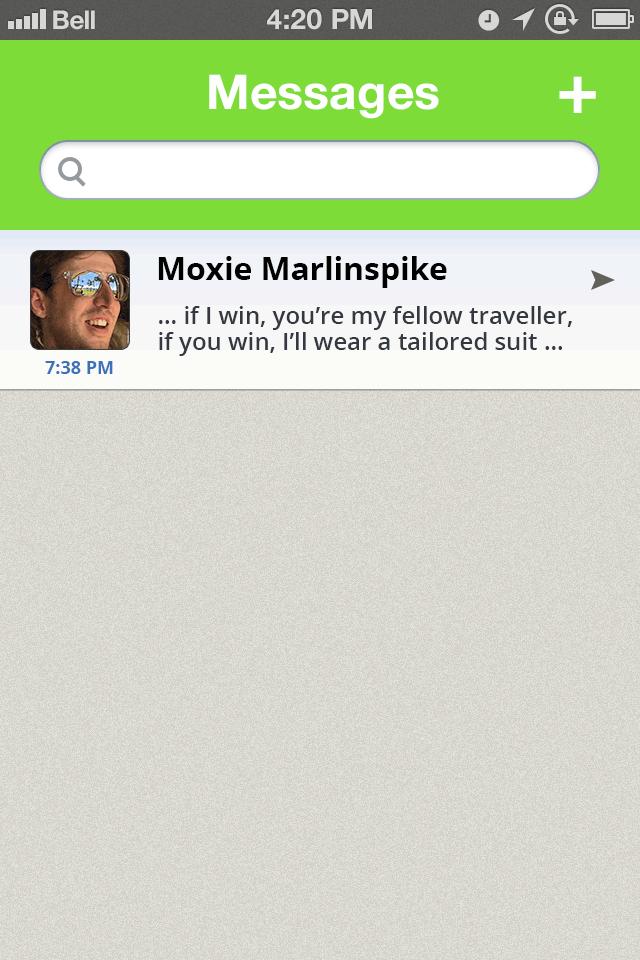 Bell 4:20 PM
Messages +
Moxie Marlinspike
... if I win, you’re my fellow traveller,
if you win, I’ll wear a tailored suit ...
7:38 PM